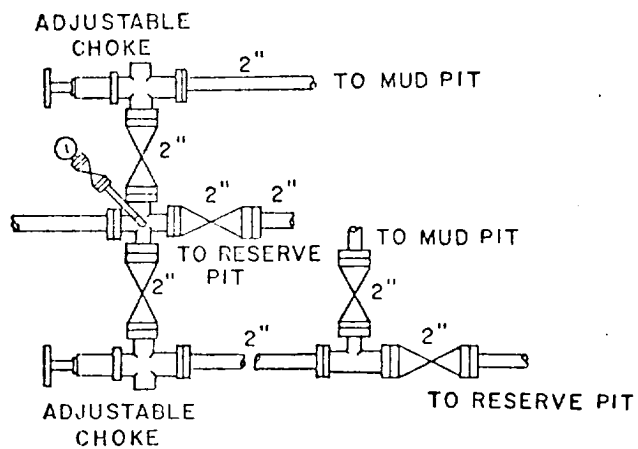 ADJUSTABLE
CHOKE
2"
TO MUD PIT
2"
1
2"
2"
TO RESERVE
PIT
TO MUD PIT
2"
2"
2"
2"
TO RESERVE PIT
ADJUSTABLE
CHOKE